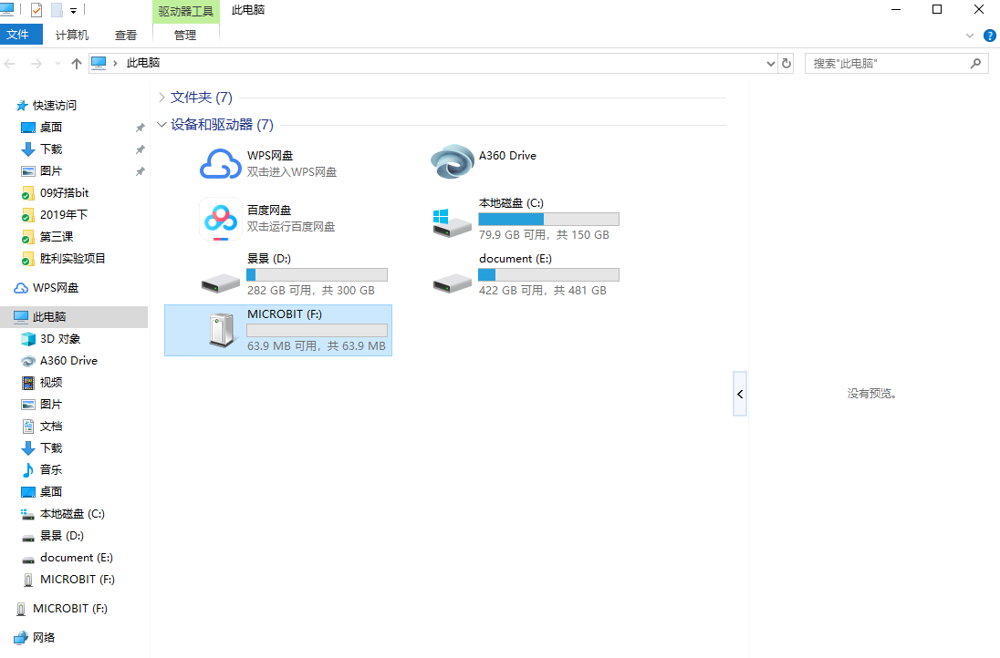 驱动器工具 此电脑
文件 计算机 查看 管理
此电脑 搜索"此电脑"
快速访问
桌面
下载
图片
09好搭bit
2019年下
第三课
胜利实验项目
WPS网盘
此电脑
3D 对象
A360 Drive
视频
图片
文档
下载
音乐
桌面
本地磁盘 (C:)
景景 (D:)
document (E:)
MICROBIT (F:)
MICROBIT (F:)
网络
文件夹 (7)
设备和驱动器 (7)
WPS网盘
双击进入WPS网盘
A360 Drive
百度网盘
双击运行百度网盘
本地磁盘 (C:)
79.9 GB 可用，共 150 GB
景景 (D:)
282 GB 可用，共 300 GB
document (E:)
422 GB 可用，共 481 GB
MICROBIT (F:)
63.9 MB 可用，共 63.9 MB
没有预览。